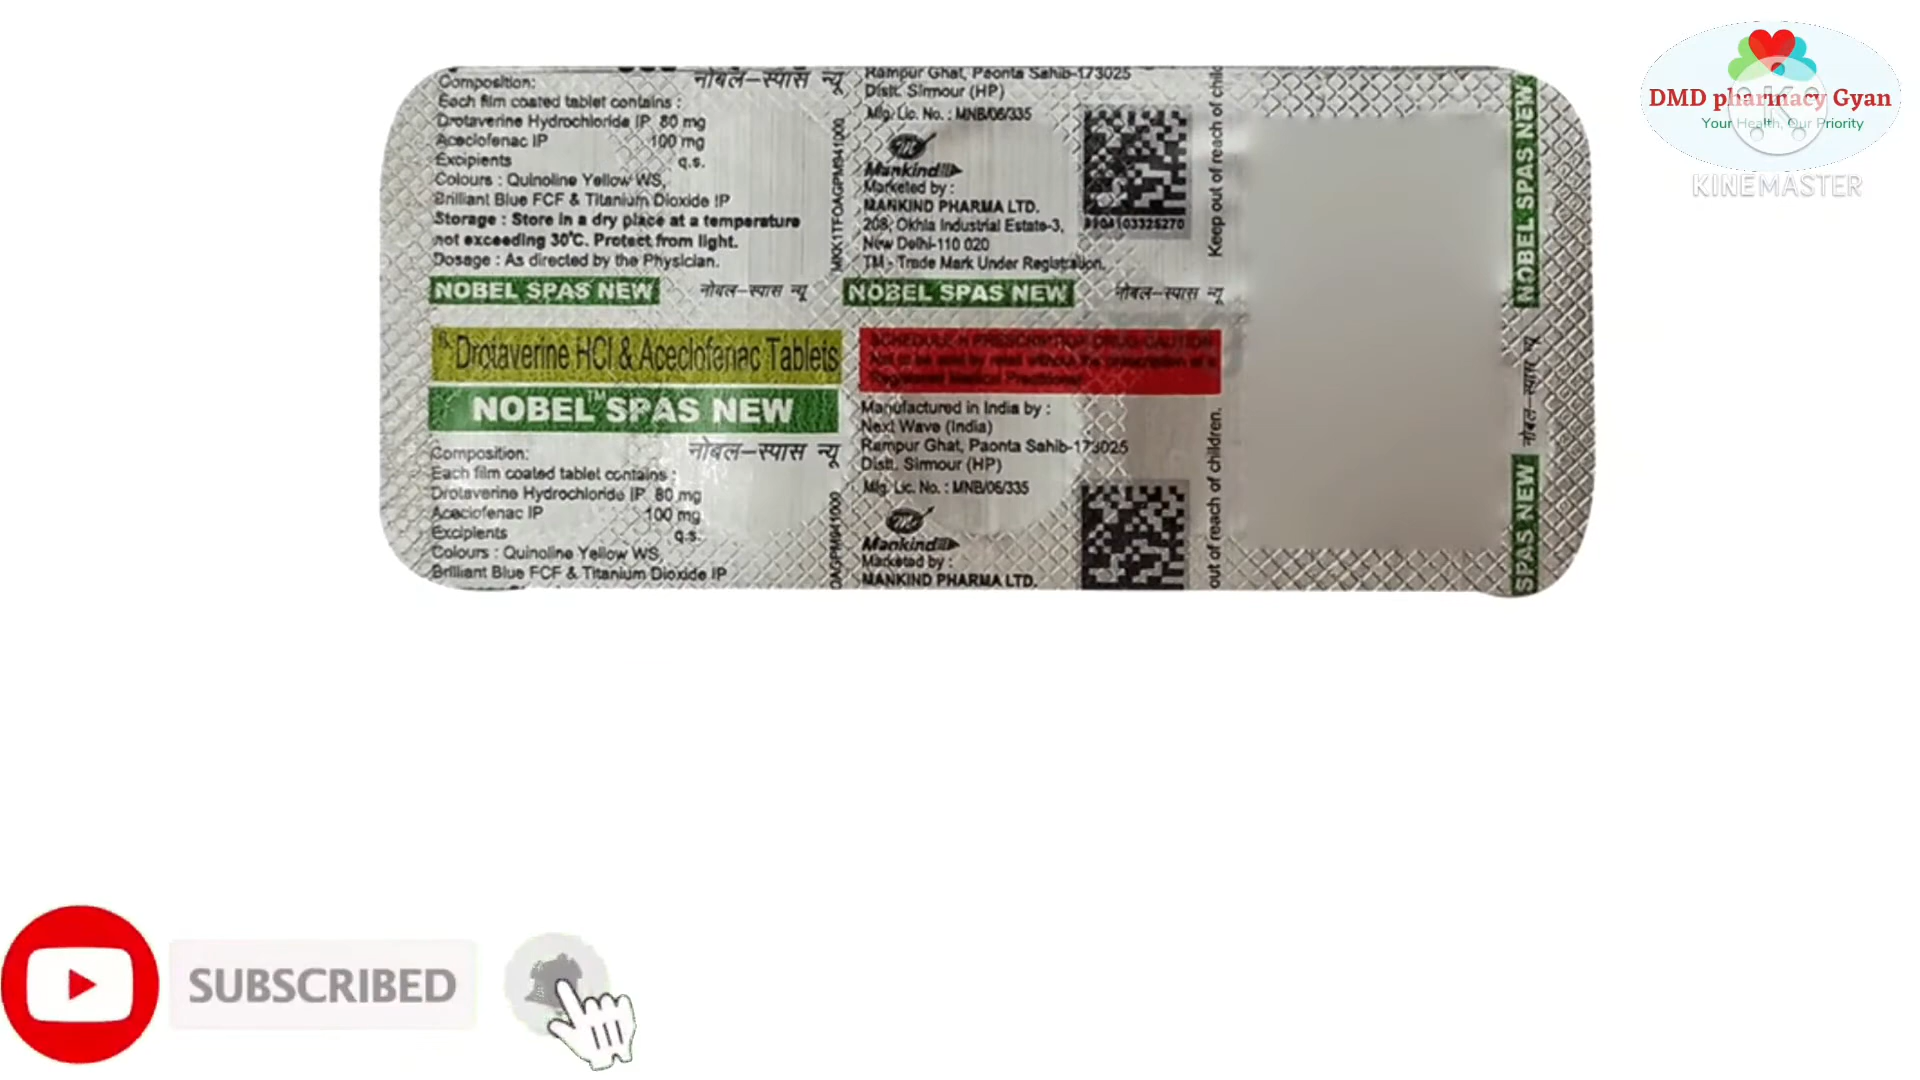 Composition: नोबल-स्पास न्यू
Each film coated tablet contains :
Drotaverine Hydrochloride IP 80 mg
Aceclofenac IP 100 mg
Excipients q.s.
Colours : Quinoline Yellow WS,
Brilliant Blue FCF & Titanium Dioxide IP
Storage : Store in a dry place at a temperature
not exceeding 30°C. Protect from light.
Dosage : As directed by the Physician.
NOBEL SPAS NEW नोबल-स्पास न्यू
Rampur Ghat, Paonta Sahib-173025
Distt. Sirmour (HP)
Mfg. Lic. No. : MNB/06/335
Mankind
Marketed by :
MANKIND PHARMA LTD.
208, Okhla Industrial Estate-3,
New Delhi-110 020
TM - Trade Mark Under Registration.
NOBEL SPAS NEW नोबल-स्पास न्यू
Keep out of reach of
Drotaverine HCl & Aceclofenac Tablets
NOBEL™ SPAS NEW
Composition: नोबल-स्पास न्यू
Each film coated tablet contains :
Drotaverine Hydrochloride IP 80 mg
Aceclofenac IP 100 mg
Excipients q.s.
Colours : Quinoline Yellow WS,
Brilliant Blue FCF & Titanium Dioxide IP
SCHEDULE H PRESCRIPTION DRUG - CAUTION
Manufactured in India by :
Next Wave (India)
Rampur Ghat, Paonta Sahib-173025
Distt. Sirmour (HP)
Mfg. Lic. No. : MNB/06/335
Mankind
Marketed by :
MANKIND PHARMA LTD.
out of reach of children.
NOBEL SPAS NEW
नोबल-स्पास न्यू
SPAS NEW
DMD pharmacy Gyan
Your Health, Our Priority
KINEMASTER
SUBSCRIBED